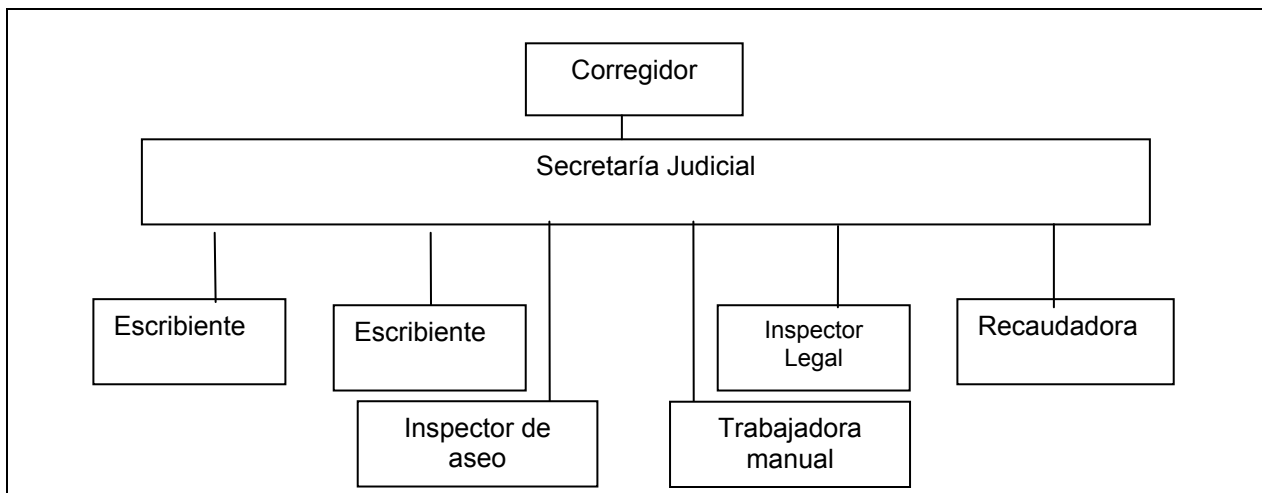 Corregidor
Secretaría Judicial
Escribiente
Escribiente
Inspector
Legal
Recaudadora
Inspector de
aseo
Trabajadora
manual